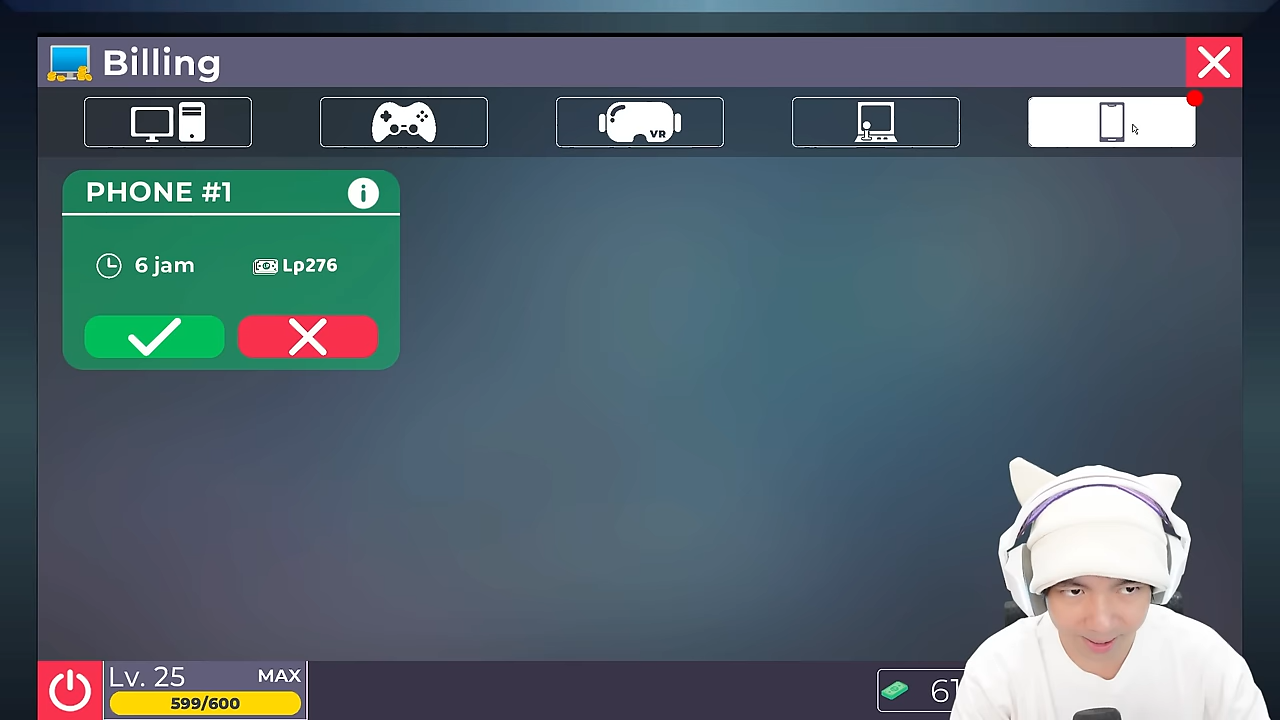 Billing
VR
PHONE #1
6 jam
Lp276
Lv. 25
MAX
599/600